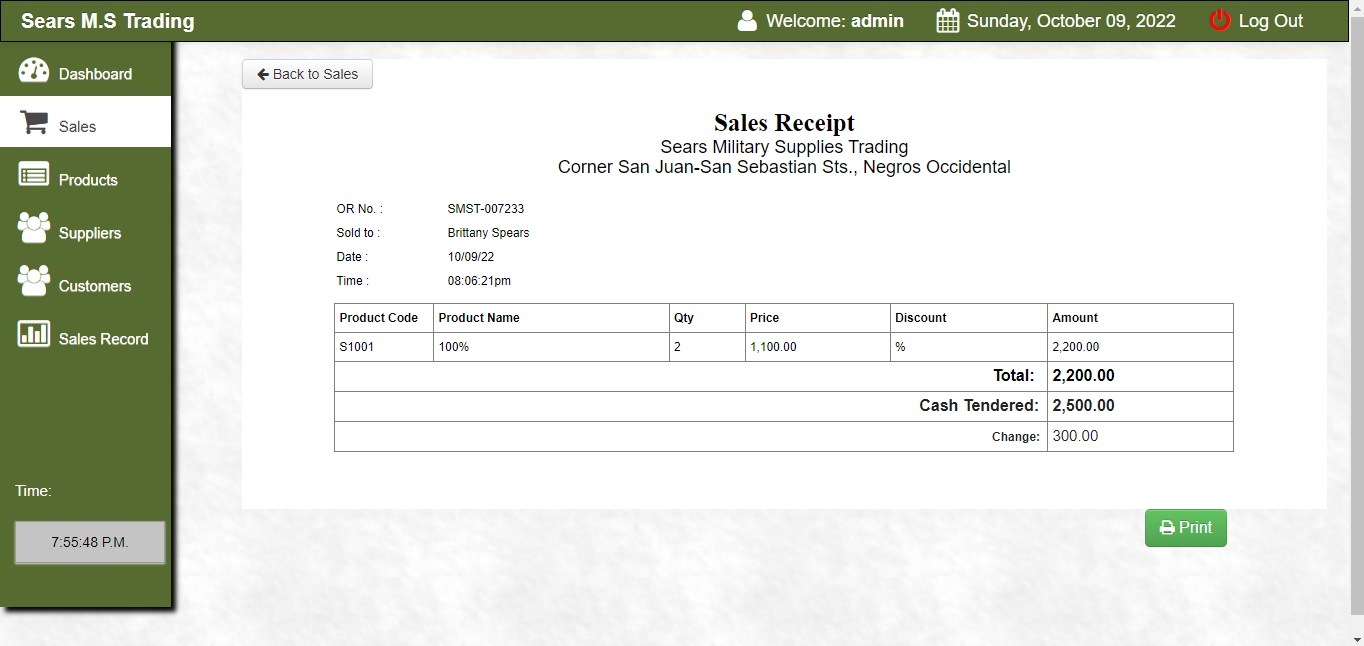 Sears M.S Trading
Welcome: admin
Sunday, October 09, 2022
Log Out
Dashboard
Sales
Products
Suppliers
Customers
Sales Record
Time:
7:55:48 P.M.
Back to Sales
Sales Receipt
Sears Military Supplies Trading
Corner San Juan-San Sebastian Sts., Negros Occidental
OR No. : SMST-007233
Sold to : Brittany Spears
Date : 10/09/22
Time : 08:06:21pm
Product Code Product Name Qty Price Discount Amount
S1001 100% 2 1,100.00 % 2,200.00
Total: 2,200.00
Cash Tendered: 2,500.00
Change: 300.00
Print